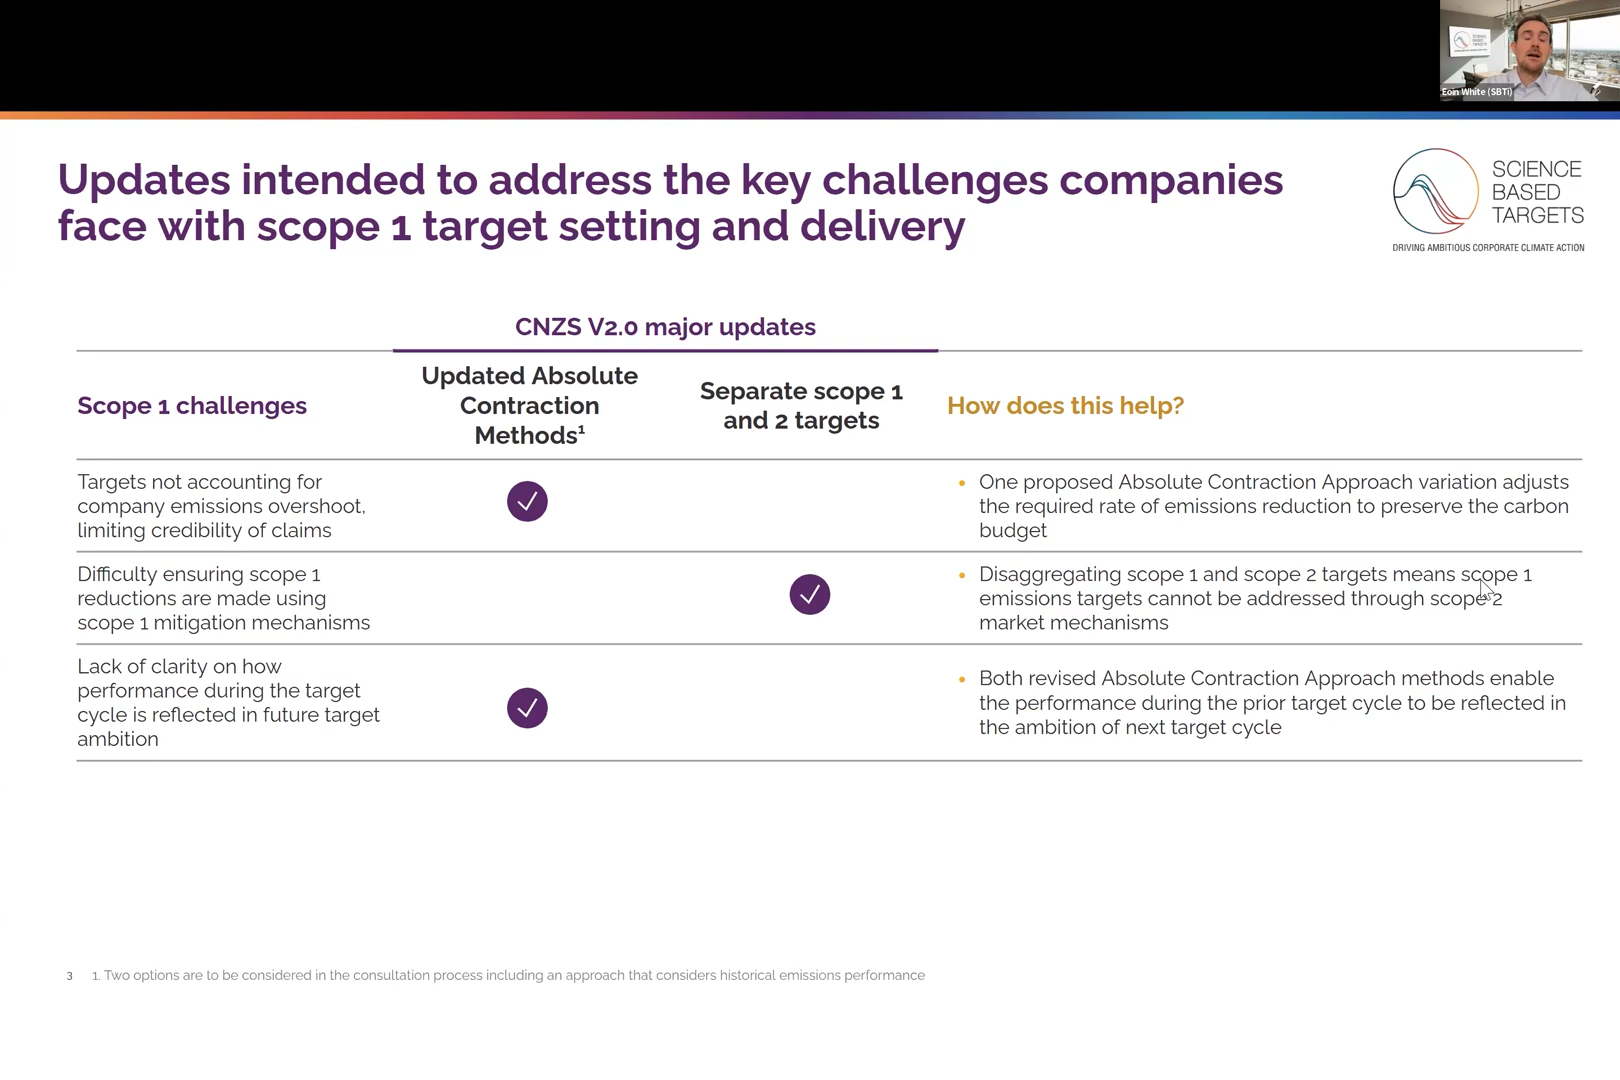 Eoin White (SBTi)
Updates intended to address the key challenges companies
face with scope 1 target setting and delivery
SCIENCE
BASED
TARGETS
DRIVING AMBITIOUS CORPORATE CLIMATE ACTION
CNZS V2.0 major updates
Scope 1 challenges
Updated Absolute
Contraction
Methods¹
Separate scope 1
and 2 targets
How does this help?
Targets not accounting for
company emissions overshoot,
limiting credibility of claims
• One proposed Absolute Contraction Approach variation adjusts
the required rate of emissions reduction to preserve the carbon
budget
Difficulty ensuring scope 1
reductions are made using
scope 1 mitigation mechanisms
• Disaggregating scope 1 and scope 2 targets means scope 1
emissions targets cannot be addressed through scope 2
market mechanisms
Lack of clarity on how
performance during the target
cycle is reflected in future target
ambition
• Both revised Absolute Contraction Approach methods enable
the performance during the prior target cycle to be reflected in
the ambition of next target cycle
3 1. Two options are to be considered in the consultation process including an approach that considers historical emissions performance